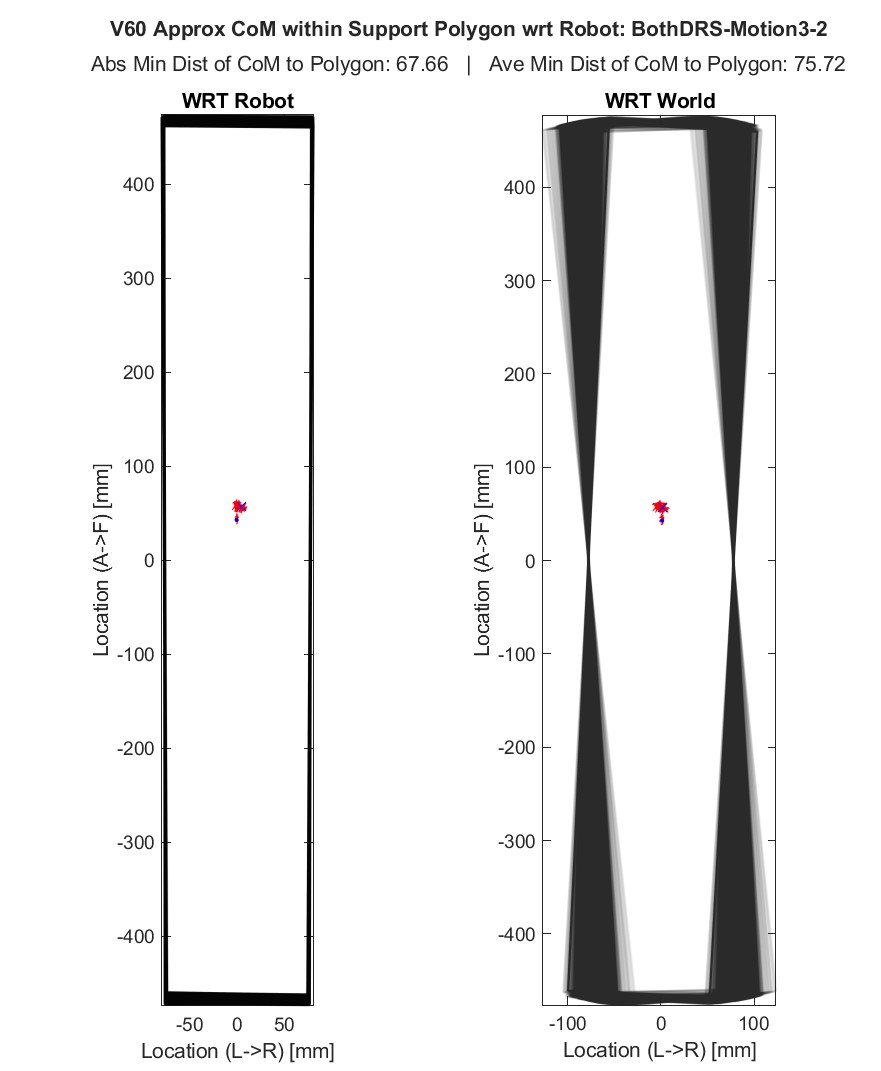 V60 Approx CoM within Support Polygon wrt Robot: BothDRS-Motion3-2
Abs Min Dist of CoM to Polygon: 67.66 | Ave Min Dist of CoM to Polygon: 75.72
WRT Robot
400
300
200
100
0
-100
-200
-300
-400
-50 0 50
Location (L->R) [mm]
Location (A->F) [mm]
WRT World
400
300
200
100
0
-100
-200
-300
-400
-100 0 100
Location (L->R) [mm]
Location (A->F) [mm]